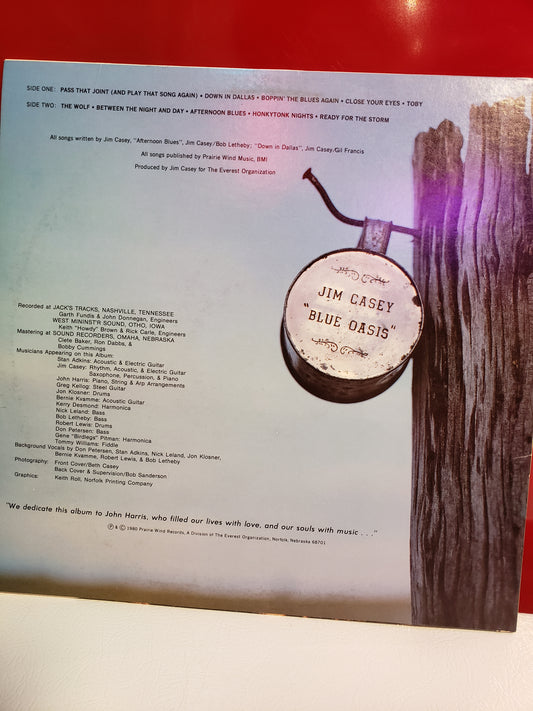 SIDE ONE: PASS THAT JOINT (AND PLAY THAT SONG AGAIN) • DOWN IN DALLAS • BOPPIN' THE BLUES AGAIN • CLOSE YOUR EYES • TOBY
SIDE TWO: THE WOLF • BETWEEN THE NIGHT AND DAY • AFTERNOON BLUES • HONKYTONK NIGHTS • READY FOR THE STORM
All songs written by Jim Casey, "Afternoon Blues", Jim Casey/Bob Letheby; "Down in Dallas", Jim Casey/Gil Francis
All songs published by Prairie Wind Music, BMI
Produced by Jim Casey for The Everest Organization
JIM CASEY
"BLUE OASIS"
Recorded at JACK'S TRACKS, NASHVILLE, TENNESSEE
Garth Fundis & John Donnegan, Engineers
WEST MININST'R SOUND, OTHO, IOWA
Keith "Howdy" Brown & Rick Carle, Engineers
Mastering at SOUND RECORDERS, OMAHA, NEBRASKA
Clete Baker, Ron Dabbs, &
Bobby Cummings
Musicians Appearing on this Album:
Stan Adkins: Acoustic & Electric Guitar
Jim Casey: Rhythm, Acoustic, & Electric Guitar
Saxophone, Percussion, & Piano
John Harris: Piano, String & Arp Arrangements
Greg Kellog: Steel Guitar
Jon Klosner: Drums
Bernie Kvamme: Acoustic Guitar
Kerry Desmond: Harmonica
Nick Leland: Bass
Bob Letheby: Bass
Robert Lewis: Drums
Don Petersen: Bass
Gene "Birdlegs" Pitman: Harmonica
Tommy Williams: Fiddle
Background Vocals by Don Petersen, Stan Adkins, Nick Leland, Jon Klosner,
Bernie Kvamme, Robert Lewis, & Bob Letheby
Photography: Front Cover/Beth Casey
Back Cover & Supervision/Bob Sanderson
Graphics: Keith Roll, Norfolk Printing Company
"We dedicate this album to John Harris, who filled our lives with love, and our souls with music . . ."
℗ & © 1980 Prairie Wind Records, A Division of The Everest Organization, Norfolk, Nebraska 68701